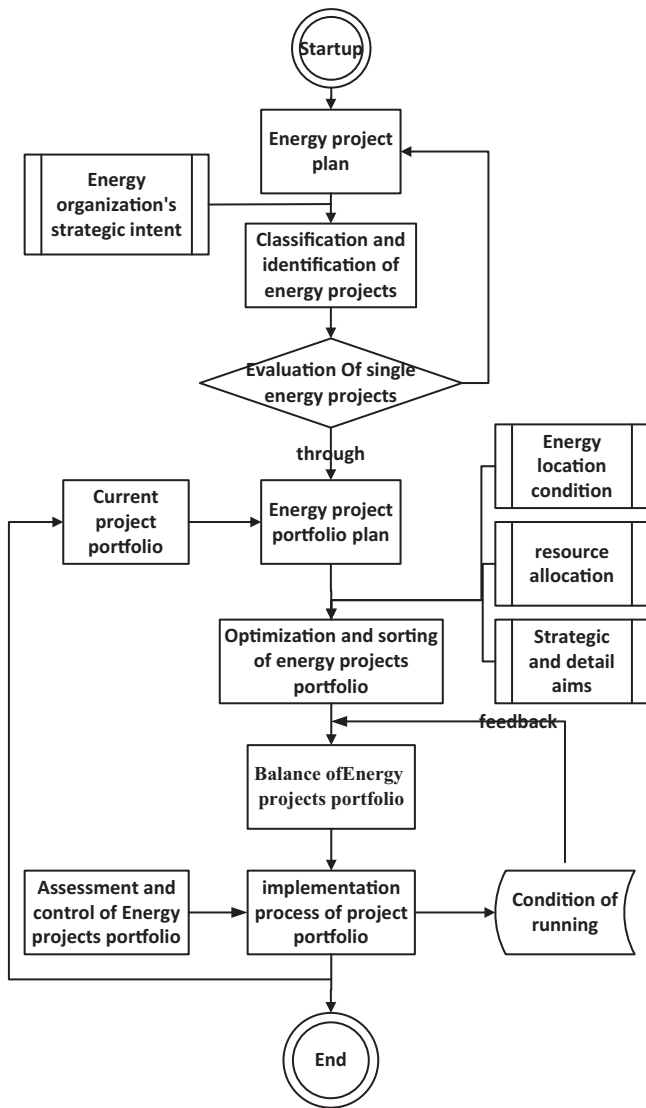 Startup
Energy project
plan
Energy
organization's
strategic intent
Classification and
identification of
energy projects
Evaluation Of single
energy projects
through
Energy
location
condition
Current
project
portfolio
Energy project
portfolio plan
resource
allocation
Optimization and sorting
of energy projects
portfolio
Strategic
and detail
aims
feedback
Balance ofEnergy
projects portfolio
Assessment and
control of Energy
projects portfolio
implementation
process of project
portfolio
Condition of
running
End